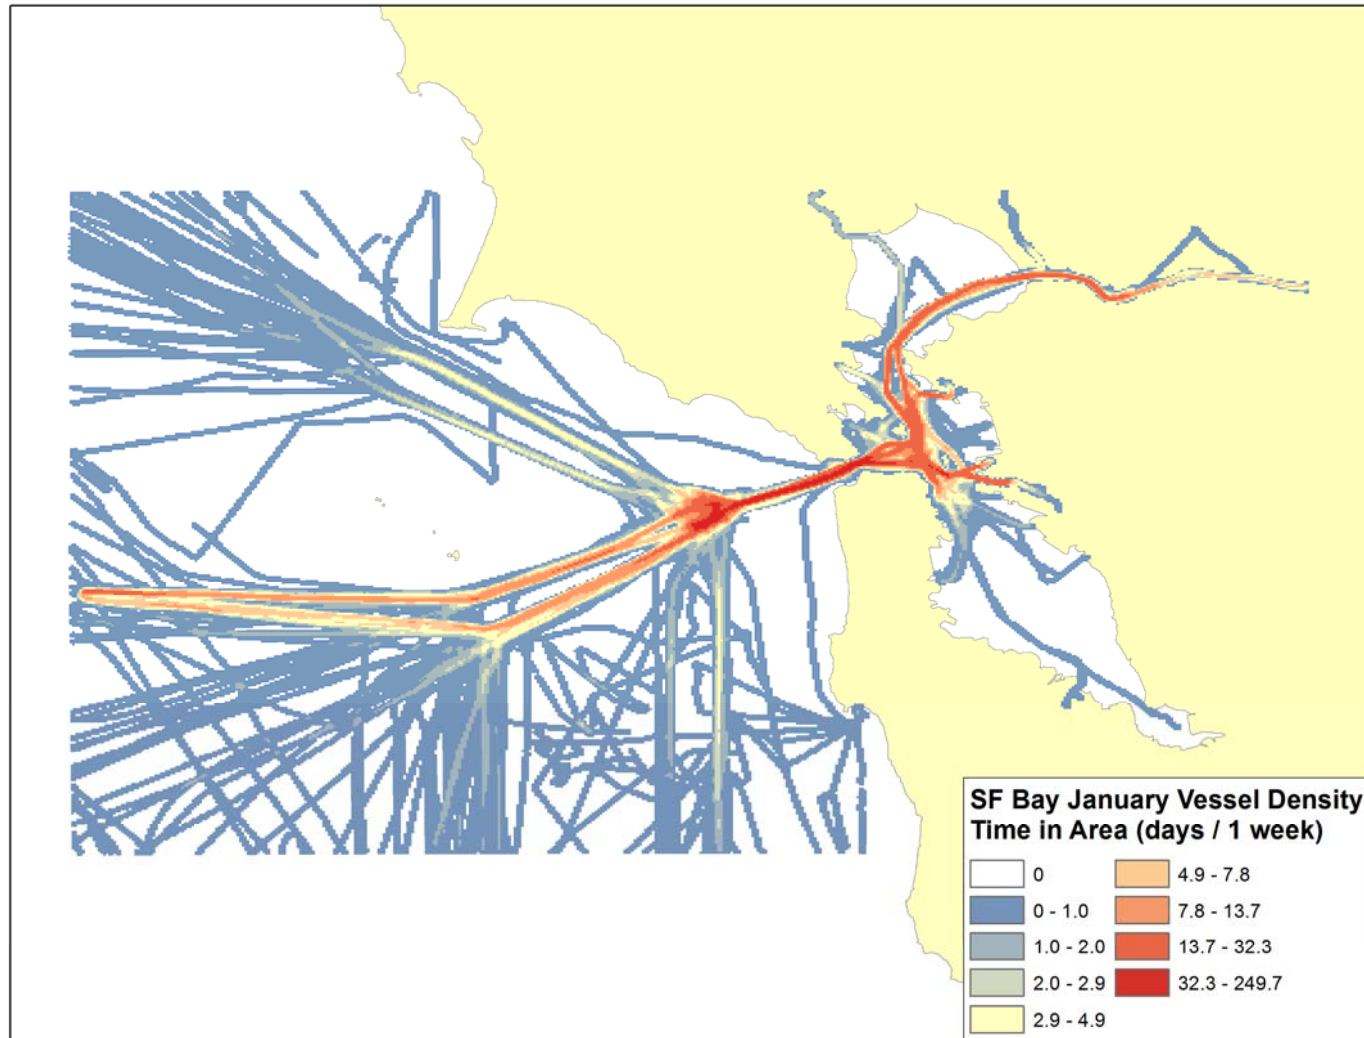 SF Bay January Vessel Density
Time in Area (days / 1 week)
0
0 - 1.0
1.0 - 2.0
2.0 - 2.9
2.9 - 4.9
4.9 - 7.8
7.8 - 13.7
13.7 - 32.3
32.3 - 249.7